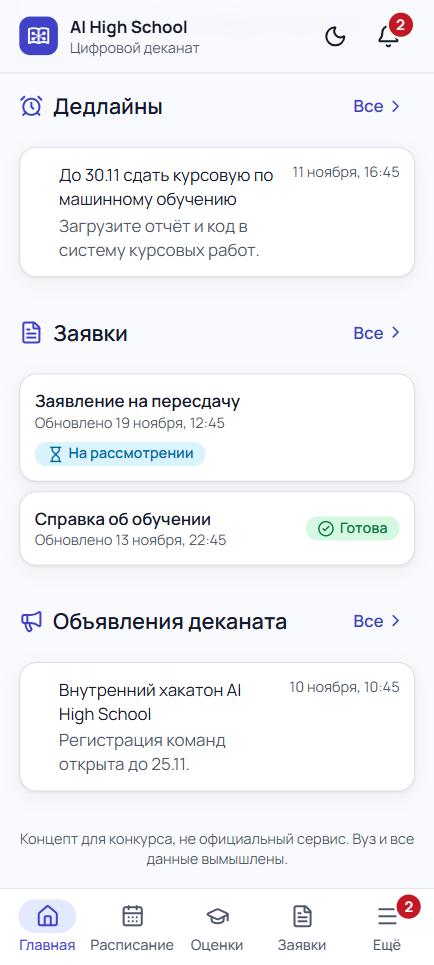 AI High School
Цифровой деканат
2
Дедлайны
Все
До 30.11 сдать курсовую по
машинному обучению
11 ноября, 16:45
Загрузите отчёт и код в
систему курсовых работ.
Заявки
Все
Заявление на пересдачу
Обновлено 19 ноября, 12:45
На рассмотрении
Справка об обучении
Обновлено 13 ноября, 22:45
Готова
Объявления деканата
Все
Внутренний хакатон AI
High School
10 ноября, 10:45
Регистрация команд
открыта до 25.11.
Концепт для конкурса, не официальный сервис. Вуз и все
данные вымышлены.
2
Главная
Расписание
Оценки
Заявки
Ещё